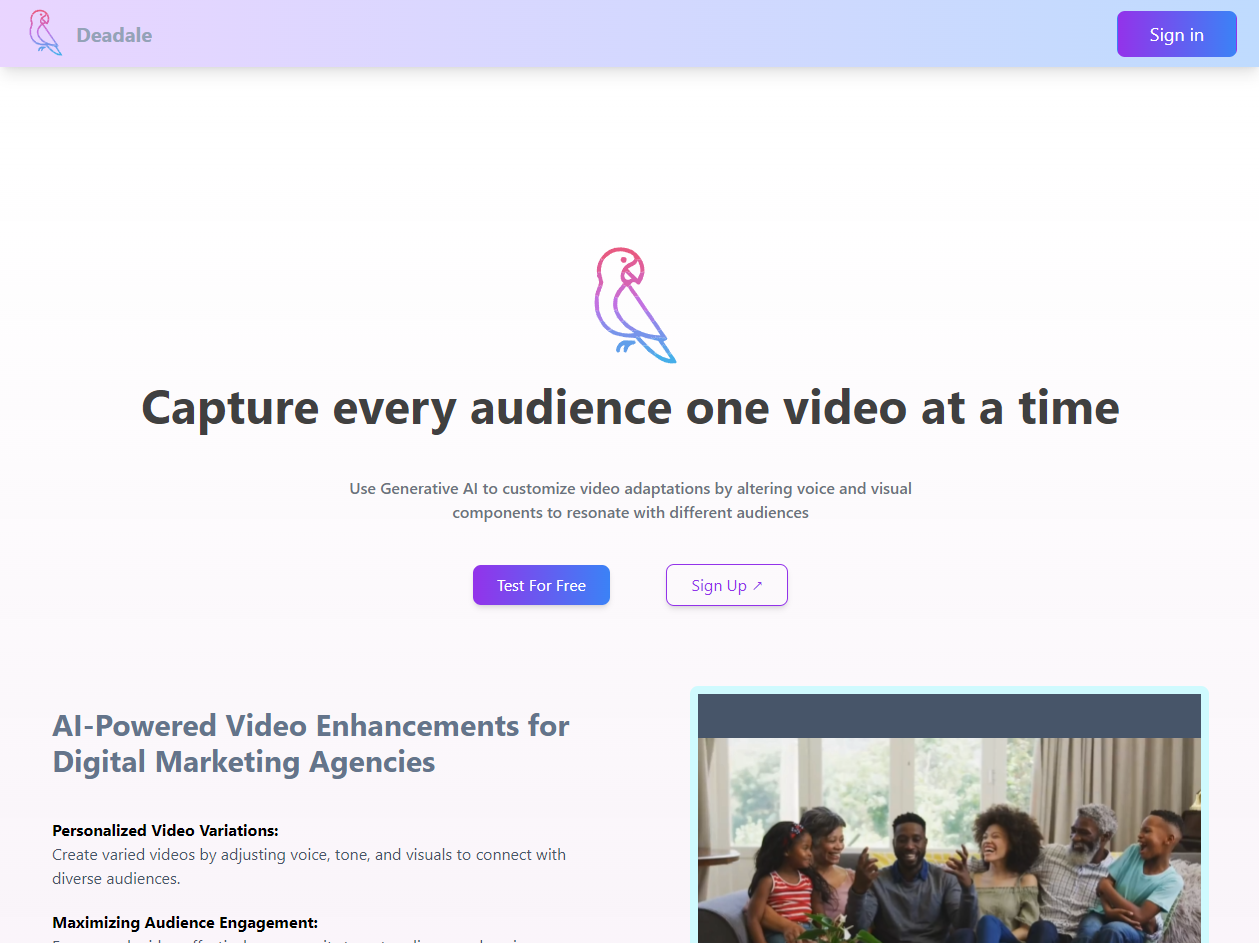 Deadale
Sign in
Capture every audience one video at a time
Use Generative AI to customize video adaptations by altering voice and visual
components to resonate with different audiences
Test For Free
Sign Up ↗
AI-Powered Video Enhancements for
Digital Marketing Agencies
Personalized Video Variations:
Create varied videos by adjusting voice, tone, and visuals to connect with
diverse audiences.
Maximizing Audience Engagement: